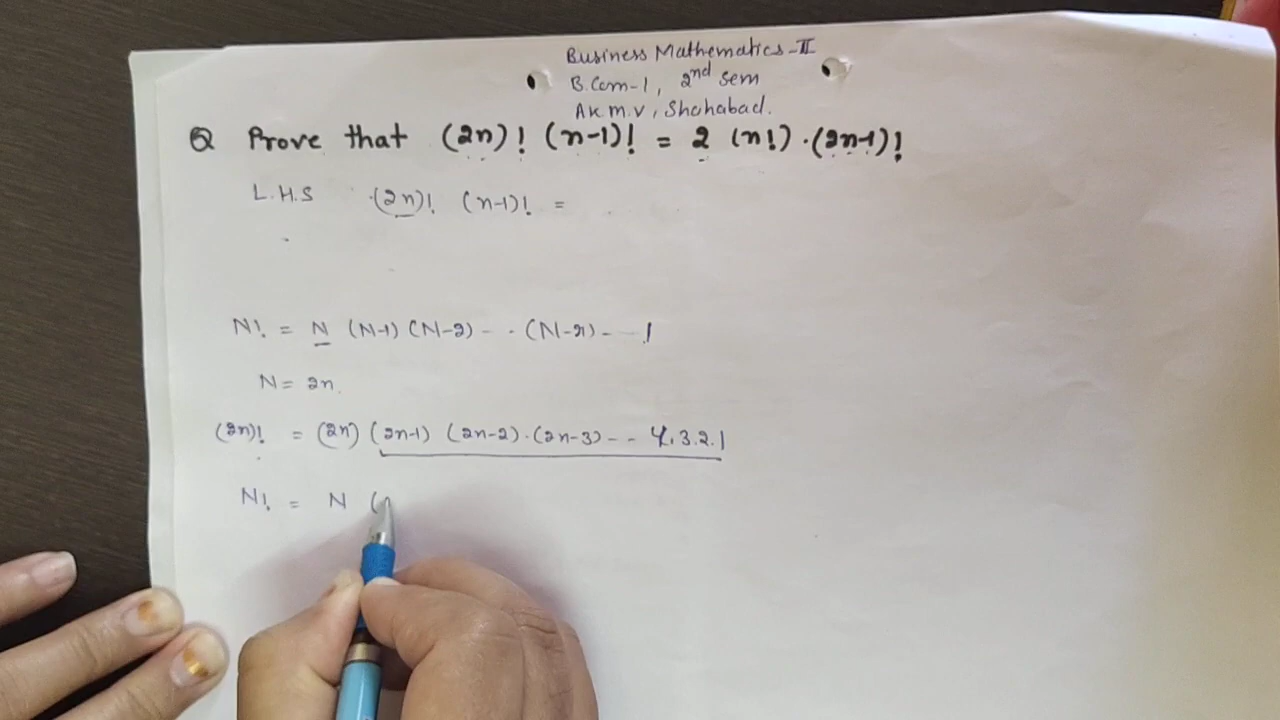 Business Mathematics-II
B.Com-1, 2nd Sem
A.K.M.V, Shahabad.
Q Prove that (2n)! (n-1)! = 2 (n!) · (2n-1)!
L.H.S (2n)! (n-1)! =
N! = N (N-1) (N-2) - - (N-r) - - 1
N = 2n.
(2n)! = (2n) (2n-1) (2n-2) · (2n-3) - - 4.3.2.1
N! = N (